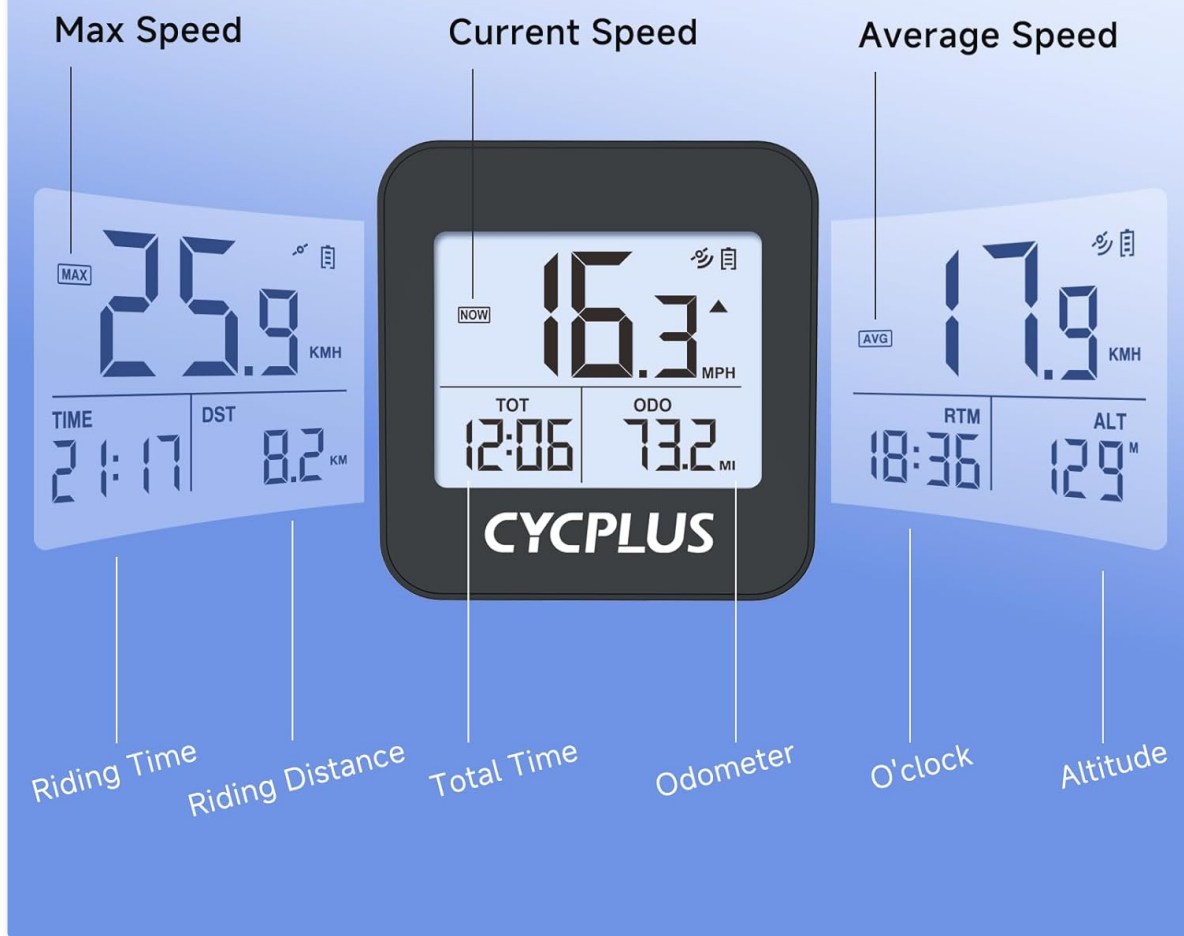 Max Speed
Current Speed
Average Speed
MAX
25.9
KMH
TIME
21:17
DST
8.2
KM
NOW
16.3
MPH
TOT
12:06
ODO
73.2
MI
CYCPLUS
AVG
17.9
KMH
RTM
18:36
ALT
129
M
Riding Time
Riding Distance
Total Time
Odometer
O'clock
Altitude